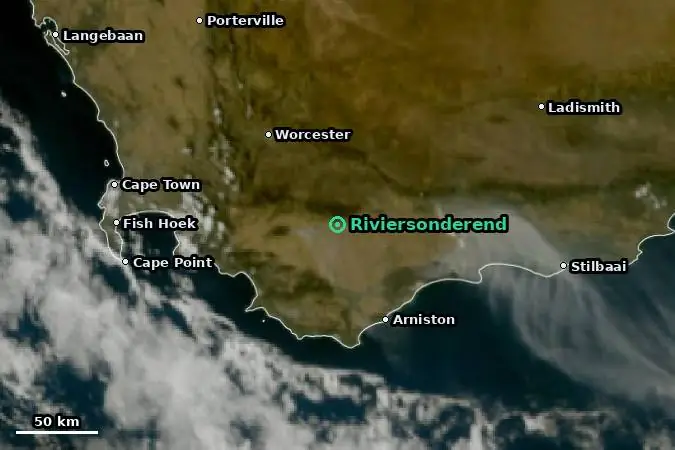 Porterville
Langebaan
Ladismith
Worcester
Cape Town
Fish Hoek
Riviersonderend
Cape Point
Stilbaai
Arniston
50 km